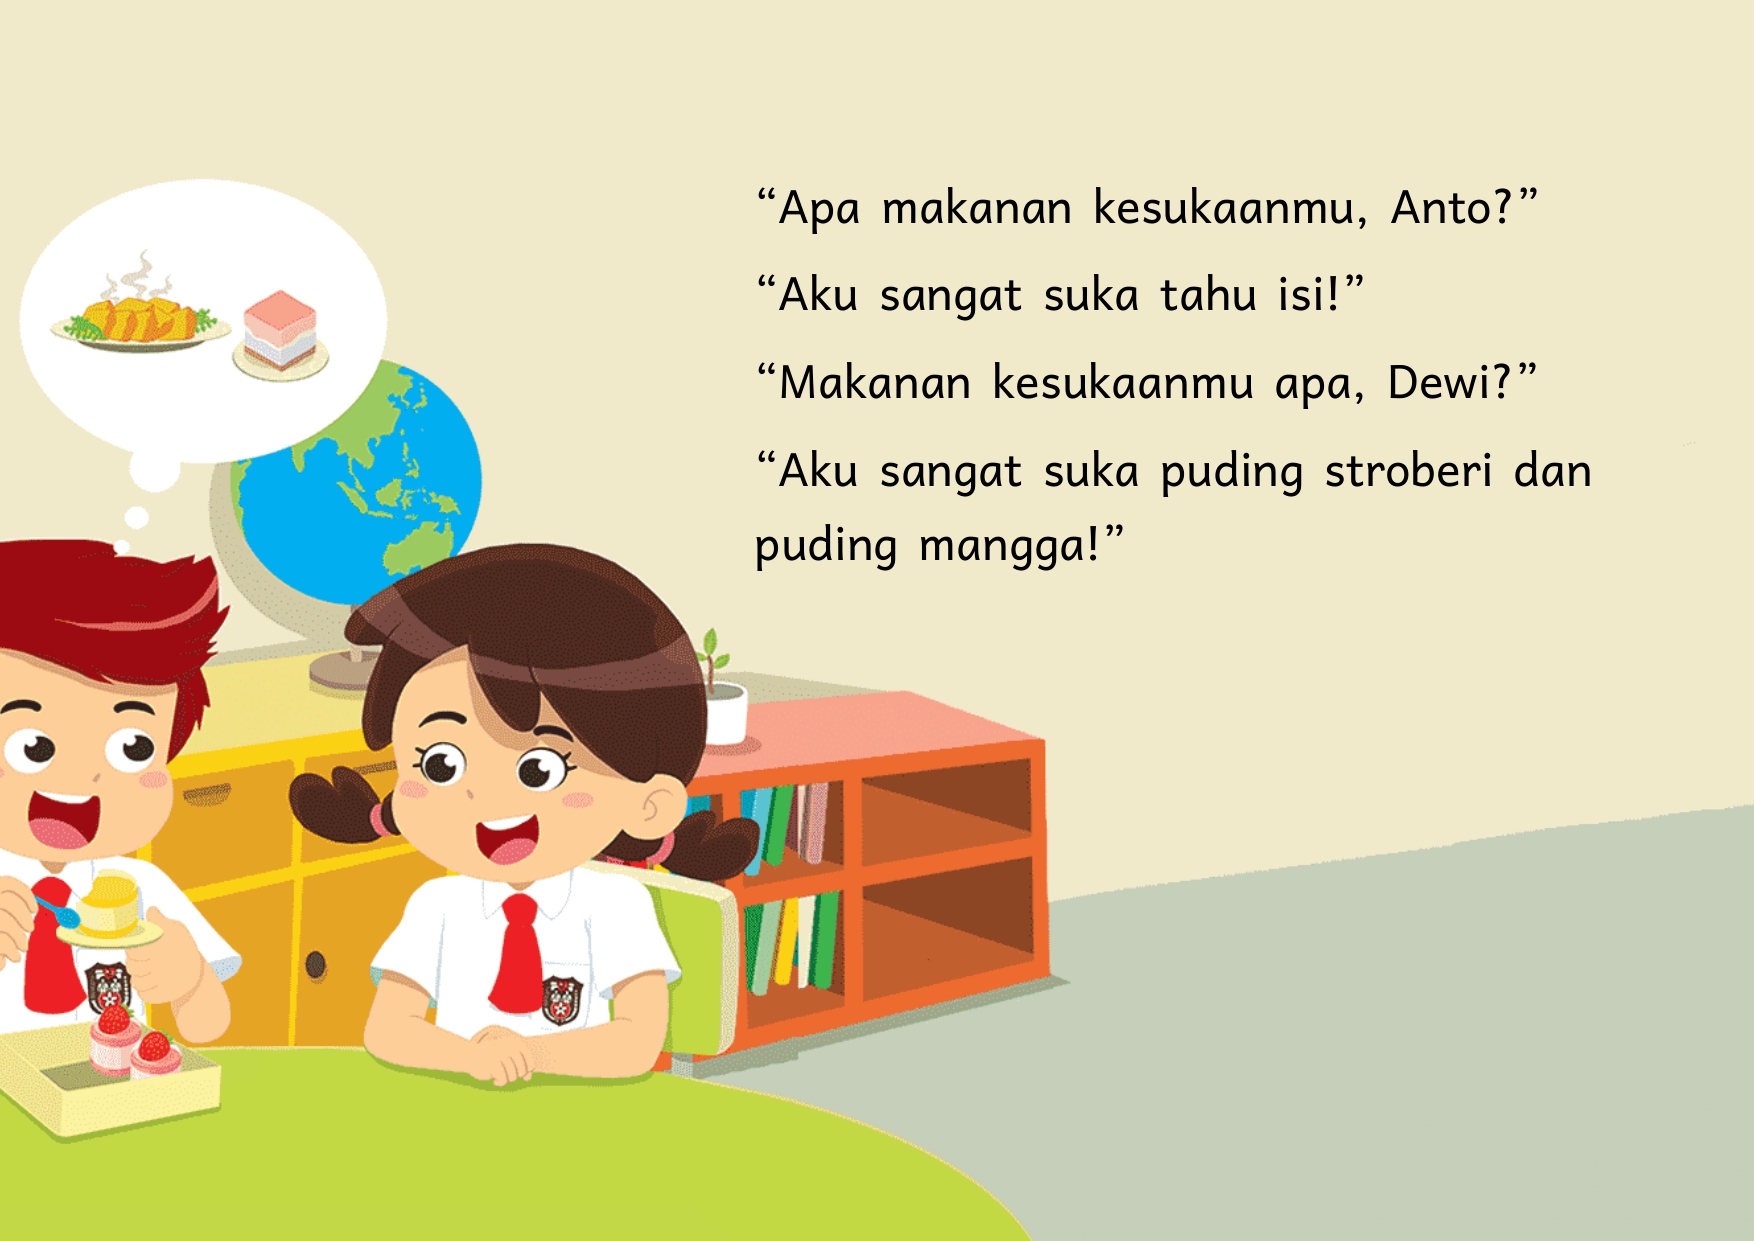 “Apa makanan kesukaanmu, Anto?”
“Aku sangat suka tahu isi!”
“Makanan kesukaanmu apa, Dewi?”
“Aku sangat suka puding stroberi dan
puding mangga!”